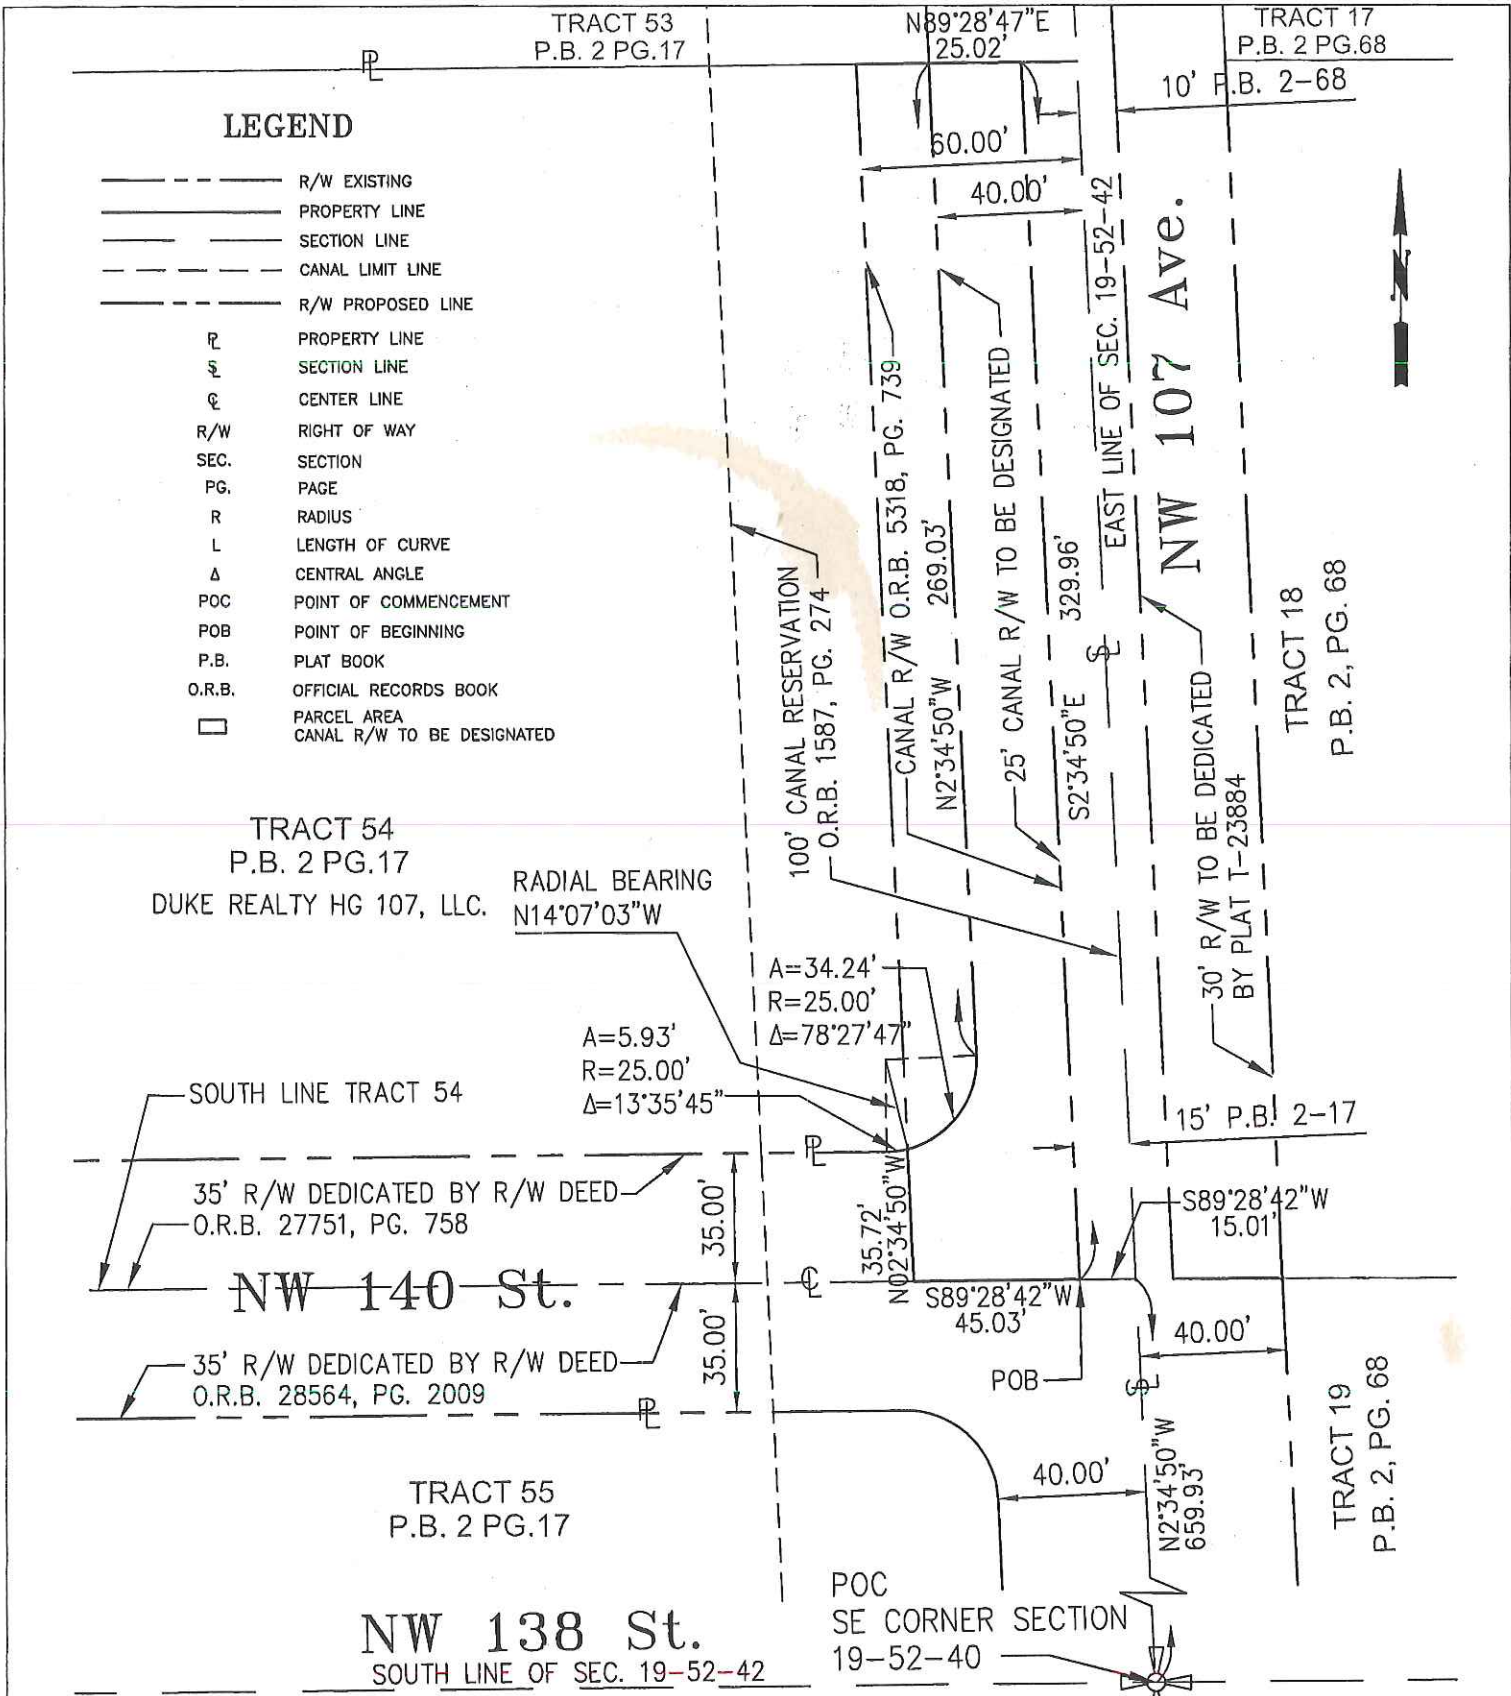 TRACT 53
P.B. 2 PG.17
N89°28'47"E
25.02'
TRACT 17
P.B. 2 PG.68
10' P.B. 2-68
PL
LEGEND
R/W EXISTING
PROPERTY LINE
SECTION LINE
CANAL LIMIT LINE
R/W PROPOSED LINE
PL PROPERTY LINE
SL SECTION LINE
CL CENTER LINE
R/W RIGHT OF WAY
SEC. SECTION
PG. PAGE
R RADIUS
L LENGTH OF CURVE
Δ CENTRAL ANGLE
POC POINT OF COMMENCEMENT
POB POINT OF BEGINNING
P.B. PLAT BOOK
O.R.B. OFFICIAL RECORDS BOOK
PARCEL AREA
CANAL R/W TO BE DESIGNATED
60.00'
40.00'
EAST LINE OF SEC. 19-52-42
NW 107 Ave.
N
CANAL R/W O.R.B. 5318, PG. 739
N2°34'50"W 269.03'
25' CANAL R/W TO BE DESIGNATED
S2°34'50"E 329.96'
SL
100' CANAL RESERVATION
O.R.B. 1587, PG. 274
30' R/W TO BE DEDICATED
BY PLAT T-23884
TRACT 18
P.B. 2, PG. 68
TRACT 54
P.B. 2 PG.17
DUKE REALTY HG 107, LLC.
RADIAL BEARING
N14°07'03"W
A=34.24'
R=25.00'
Δ=78°27'47"
A=5.93'
R=25.00'
Δ=13°35'45"
SOUTH LINE TRACT 54
15' P.B. 2-17
PL
35' R/W DEDICATED BY R/W DEED
O.R.B. 27751, PG. 758
35.00'
35.72'
N02°34'50"W
S89°28'42"W
15.01'
NW 140 St.
CL
S89°28'42"W
45.03'
40.00'
35' R/W DEDICATED BY R/W DEED
O.R.B. 28564, PG. 2009
35.00'
POB
SL
PL
TRACT 19
P.B. 2, PG. 68
TRACT 55
P.B. 2 PG.17
40.00'
N2°34'50"W
659.93'
POC
SE CORNER SECTION
19-52-40
NW 138 St.
SOUTH LINE OF SEC. 19-52-42